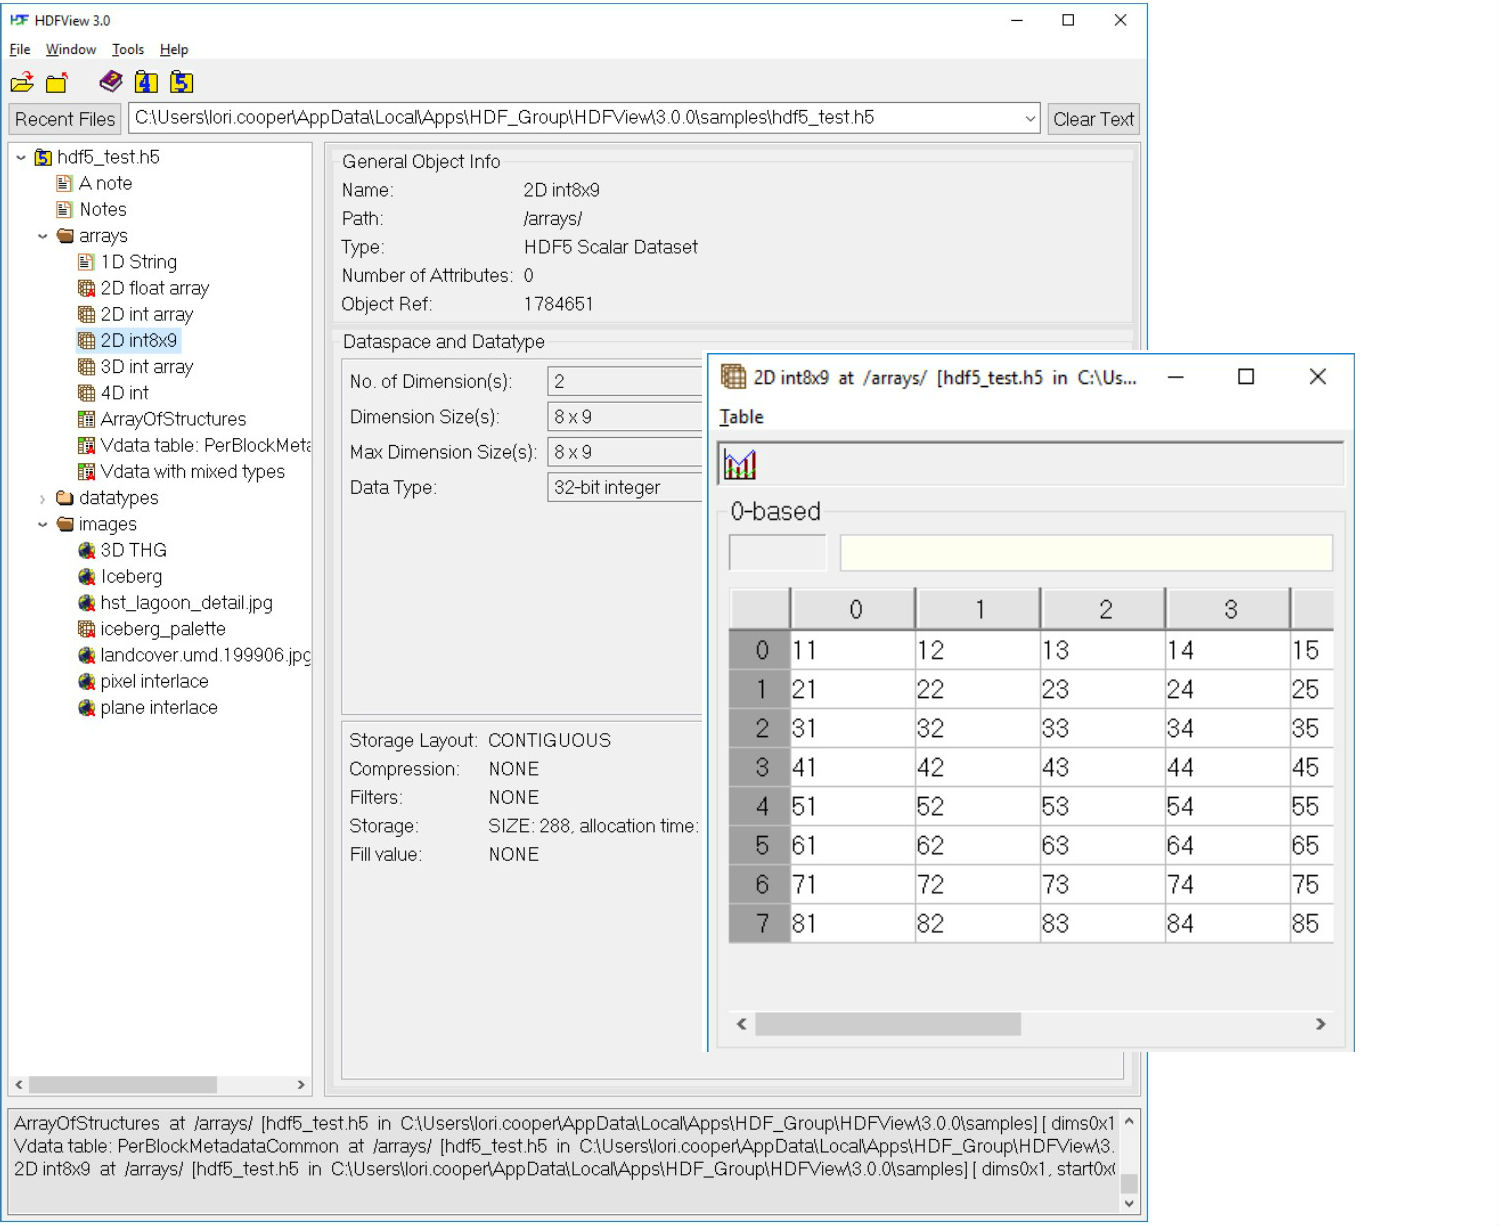 HDFView 3.0
File Window Tools Help
Recent Files C:\Users\lori.cooper\AppData\Local\Apps\HDF_Group\HDFView\3.0.0\samples\hdf5_test.h5 Clear Text
hdf5_test.h5
A note
Notes
arrays
1D String
2D float array
2D int array
2D int8x9
3D int array
4D int
ArrayOfStructures
Vdata table: PerBlockMeta
Vdata with mixed types
datatypes
images
3D THG
Iceberg
hst_lagoon_detail.jpg
iceberg_palette
landcover.umd.199906.jpg
pixel interlace
plane interlace
General Object Info
Name: 2D int8x9
Path: /arrays/
Type: HDF5 Scalar Dataset
Number of Attributes: 0
Object Ref: 1784651
Dataspace and Datatype
No. of Dimension(s): 2
Dimension Size(s): 8 x 9
Max Dimension Size(s): 8 x 9
Data Type: 32-bit integer
Storage Layout: CONTIGUOUS
Compression: NONE
Filters: NONE
Storage: SIZE: 288, allocation time:
Fill value: NONE
2D int8x9 at /arrays/ [hdf5_test.h5 in C:\Us...
Table
0-based
0 1 2 3
0 11 12 13 14 15
1 21 22 23 24 25
2 31 32 33 34 35
3 41 42 43 44 45
4 51 52 53 54 55
5 61 62 63 64 65
6 71 72 73 74 75
7 81 82 83 84 85
ArrayOfStructures at /arrays/ [hdf5_test.h5 in C:\Users\lori.cooper\AppData\Local\Apps\HDF_Group\HDFView\3.0.0\samples] [ dims0x1
Vdata table: PerBlockMetadataCommon at /arrays/ [hdf5_test.h5 in C:\Users\lori.cooper\AppData\Local\Apps\HDF_Group\HDFView\3.
2D int8x9 at /arrays/ [hdf5_test.h5 in C:\Users\lori.cooper\AppData\Local\Apps\HDF_Group\HDFView\3.0.0\samples] [ dims0x1, start0x0